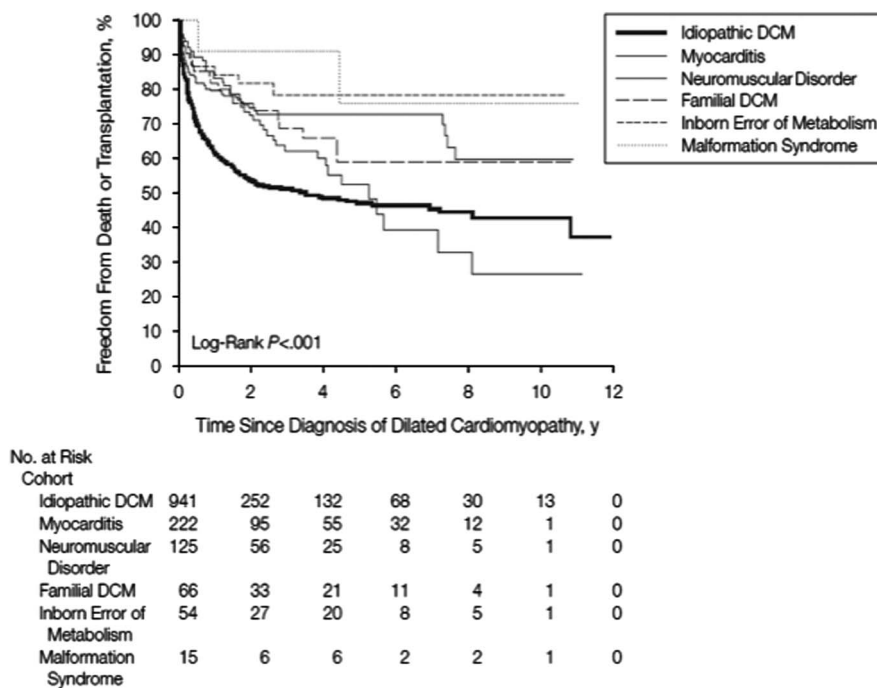 Freedom From Death or Transplantation, %
100
90
80
70
60
50
40
30
20
10
0
Log-Rank P<.001
0 2 4 6 8 10 12
Time Since Diagnosis of Dilated Cardiomyopathy, y
Idiopathic DCM
Myocarditis
Neuromuscular Disorder
Familial DCM
Inborn Error of Metabolism
Malformation Syndrome
No. at Risk
Cohort
Idiopathic DCM 941 252 132 68 30 13 0
Myocarditis 222 95 55 32 12 1 0
Neuromuscular 125 56 25 8 5 1 0
Disorder
Familial DCM 66 33 21 11 4 1 0
Inborn Error of 54 27 20 8 5 1 0
Metabolism
Malformation 15 6 6 2 2 1 0
Syndrome